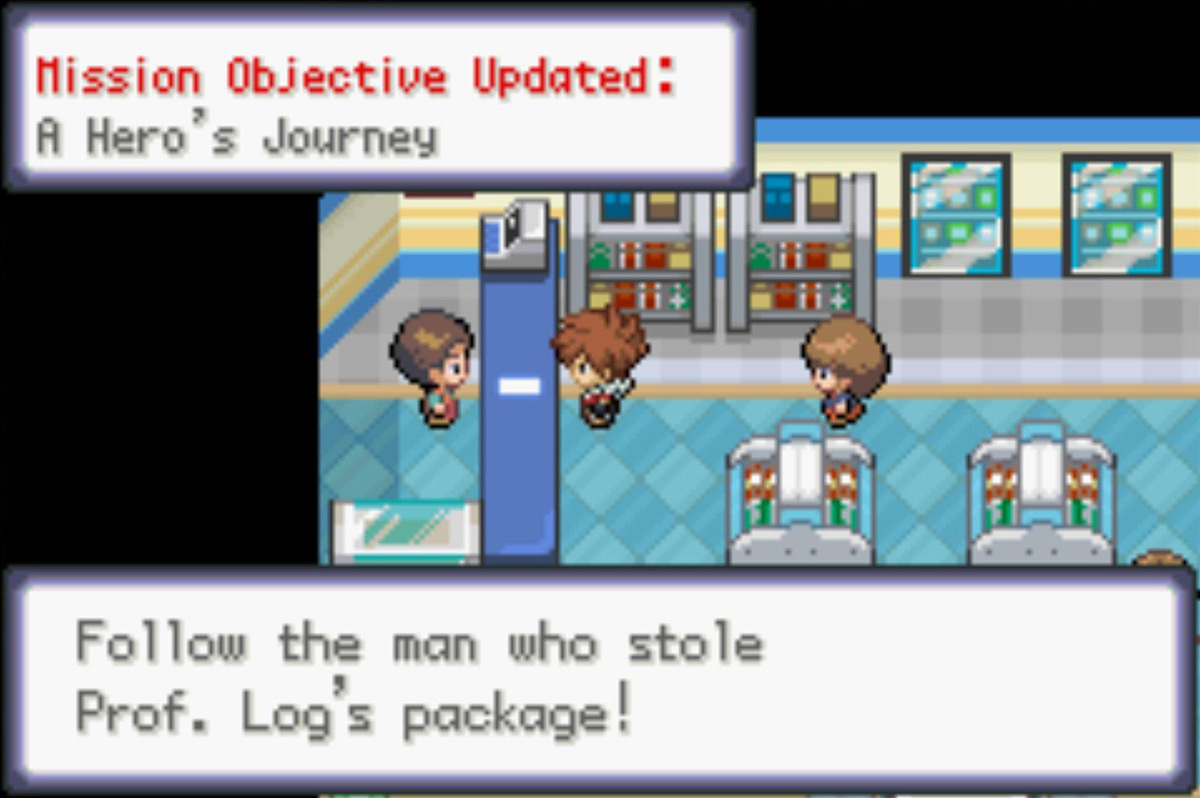 Mission Objective Updated:
A Hero's Journey
Follow the man who stole
Prof. Log's package!